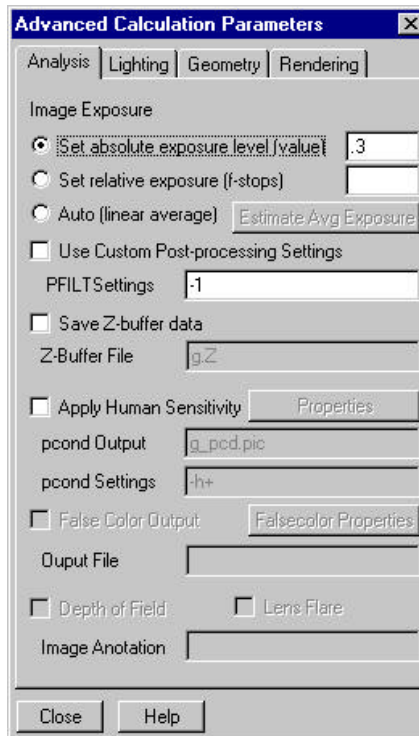 Advanced Calculation Parameters
Analysis Lighting Geometry Rendering
Image Exposure
Set absolute exposure level (value) .3
Set relative exposure (f-stops)
Auto (linear average) Estimate Avg Exposure
Use Custom Post-processing Settings
PFILTSettings -1
Save Z-buffer data
Z-Buffer File g.Z
Apply Human Sensitivity Properties
pcond Output g_pcd.pic
pcond Settings -h+
False Color Output Falsecolor Properties
Ouput File
Depth of Field Lens Flare
Image Anotation
Close Help